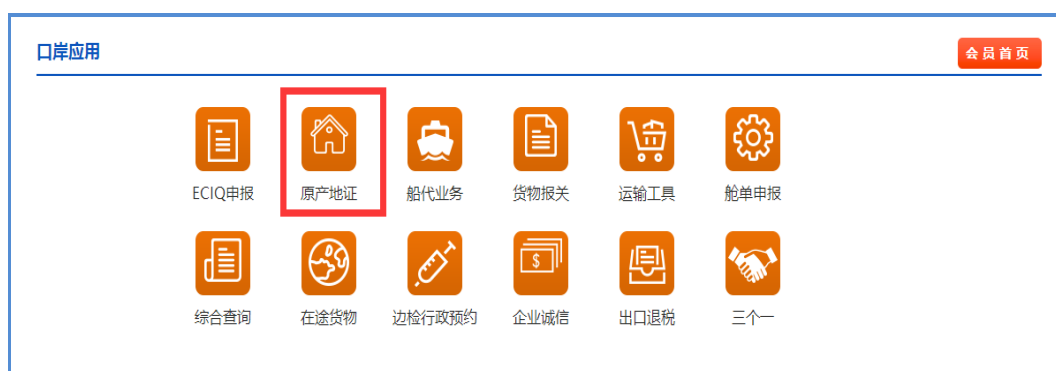 口岸应用
会员首页
ECIQ申报 原产地证 船代业务 货物报关 运输工具 舱单申报
$
综合查询 在途货物 边检行政预约 企业诚信 出口退税 三个一